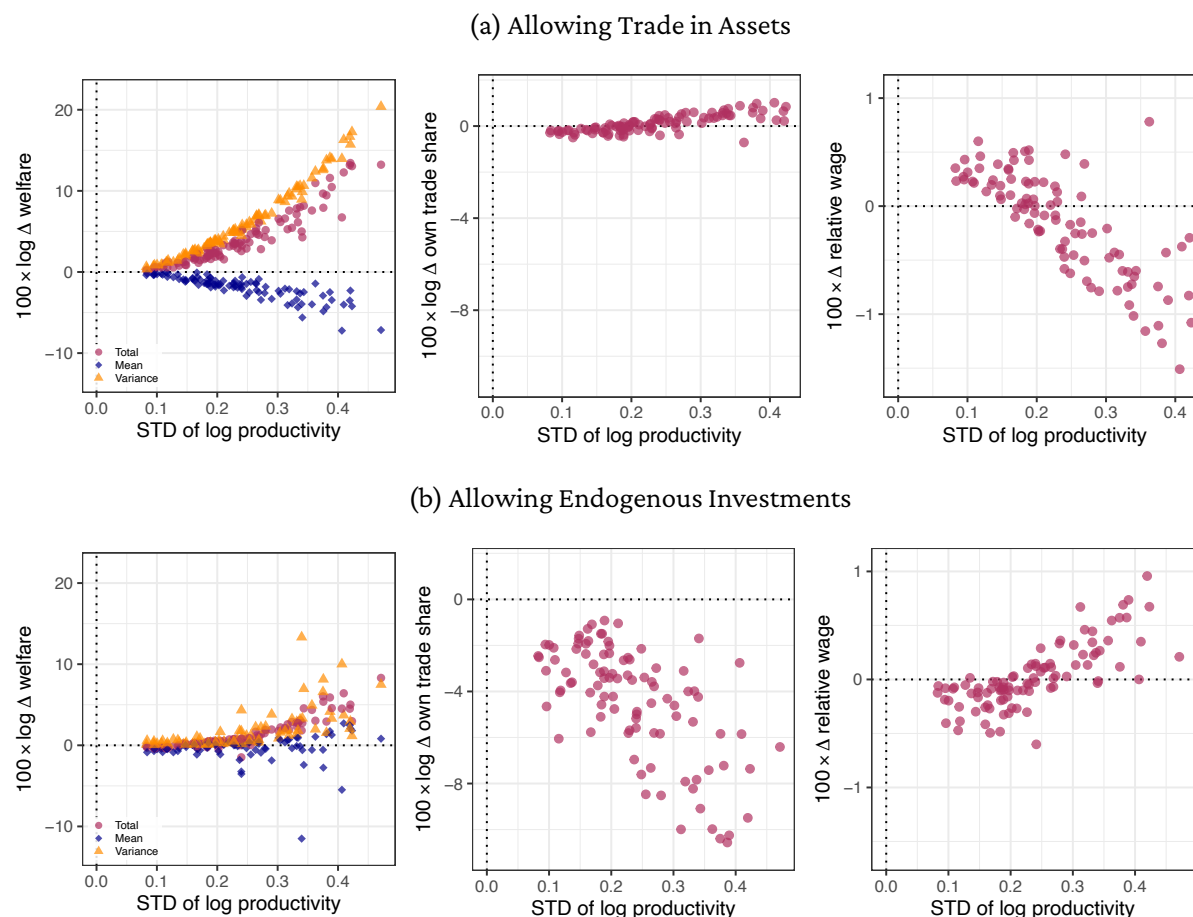 (a) Allowing Trade in Assets
100 × log Δ welfare
20
10
0
−10
Total
Mean
Variance
0.0 0.1 0.2 0.3 0.4
STD of log productivity
100 × log Δ own trade share
0
−4
−8
0.0 0.1 0.2 0.3 0.4
STD of log productivity
100 × Δ relative wage
1
0
−1
0.0 0.1 0.2 0.3 0.4
STD of log productivity
(b) Allowing Endogenous Investments
100 × log Δ welfare
20
10
0
−10
Total
Mean
Variance
0.0 0.1 0.2 0.3 0.4
STD of log productivity
100 × log Δ own trade share
0
−4
−8
0.0 0.1 0.2 0.3 0.4
STD of log productivity
100 × Δ relative wage
1
0
−1
0.0 0.1 0.2 0.3 0.4
STD of log productivity